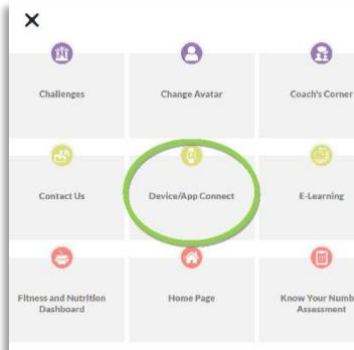 Challenges
Change Avatar
Coach's Corner
Contact Us
Device/App Connect
E-Learning
Fitness and Nutrition
Dashboard
Home Page
Know Your Numb
Assessment